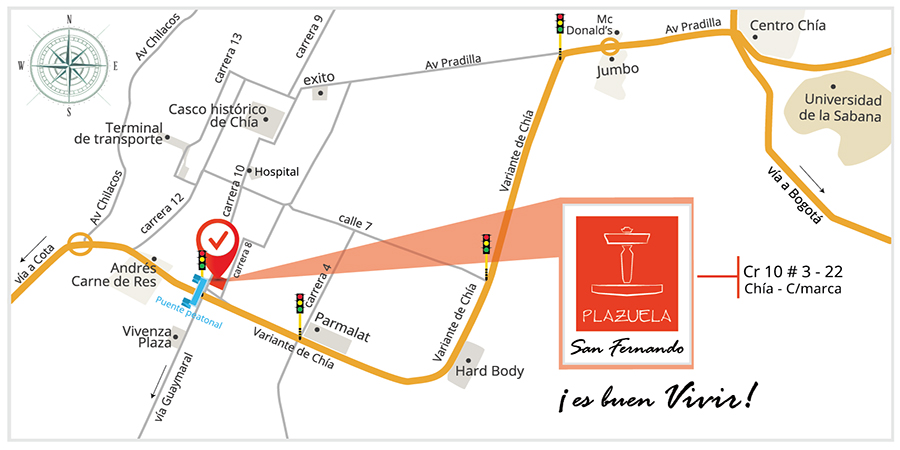 N
W
E
S
Av Chilacos
carrera 13
carrera 9
exito
Av Pradilla
Mc
Donald's
Jumbo
Av Pradilla
Centro Chía
Universidad
de la Sabana
vía a Bogotá
Casco histórico
de Chía
Terminal
de transporte
Hospital
Av Chilacos
carrera 12
carrera 10
carrera 8
calle 7
carrera 4
Variante de Chía
vía a Cota
Andrés
Carne de Res
Puente peatonal
Vivenza
Plaza
vía Guaymaral
Variante de Chía
Parmalat
Variante de Chía
Hard Body
PLAZUELA
San Fernando
Cr 10 # 3 - 22
Chía - C/marca
¡es buen Vivir!